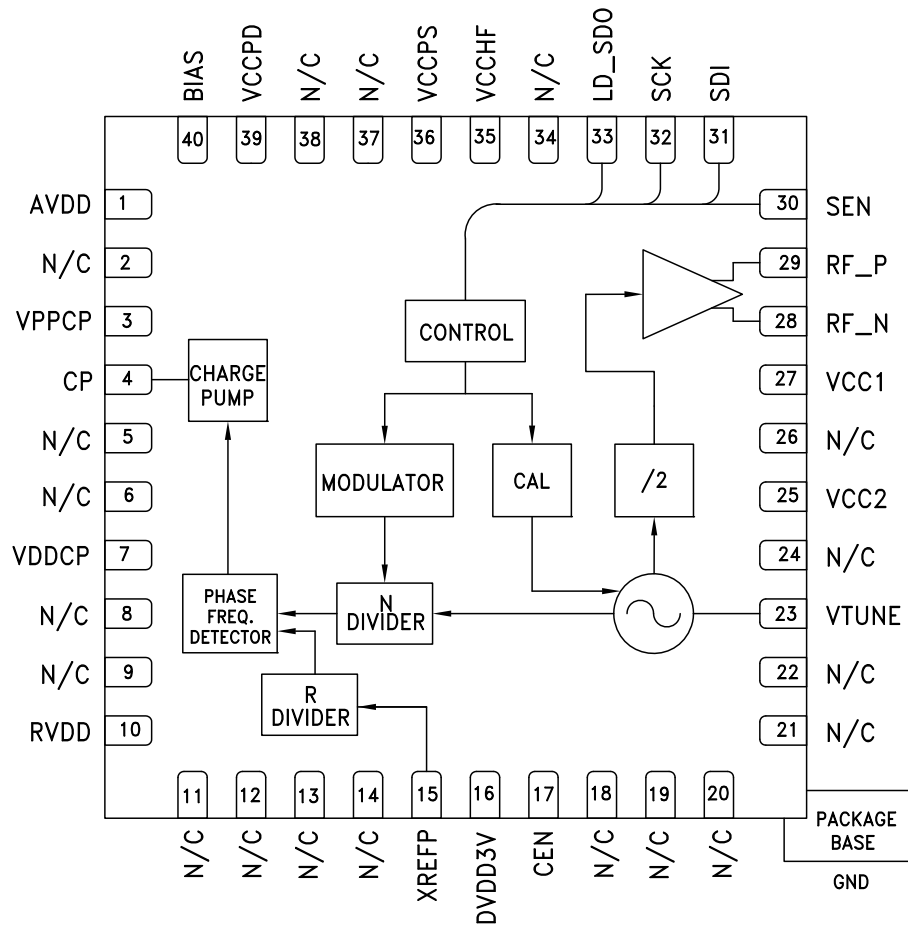 BIAS
VCCPD
N/C
N/C
VCCPS
VCCHF
N/C
LD_SDO
SCK
SDI
40
39
38
37
36
35
34
33
32
31
AVDD
1
30
SEN
N/C
2
29
RF_P
VPPCP
3
28
RF_N
CONTROL
CP
4
CHARGE
PUMP
27
VCC1
N/C
5
26
N/C
MODULATOR
CAL
/2
N/C
6
25
VCC2
VDDCP
7
24
N/C
PHASE
FREQ.
DETECTOR
N
DIVIDER
N/C
8
23
VTUNE
N/C
9
22
N/C
R
DIVIDER
RVDD
10
21
N/C
11
12
13
14
15
16
17
18
19
20
N/C
N/C
N/C
N/C
XREFP
DVDD3V
CEN
N/C
N/C
N/C
PACKAGE
BASE
GND